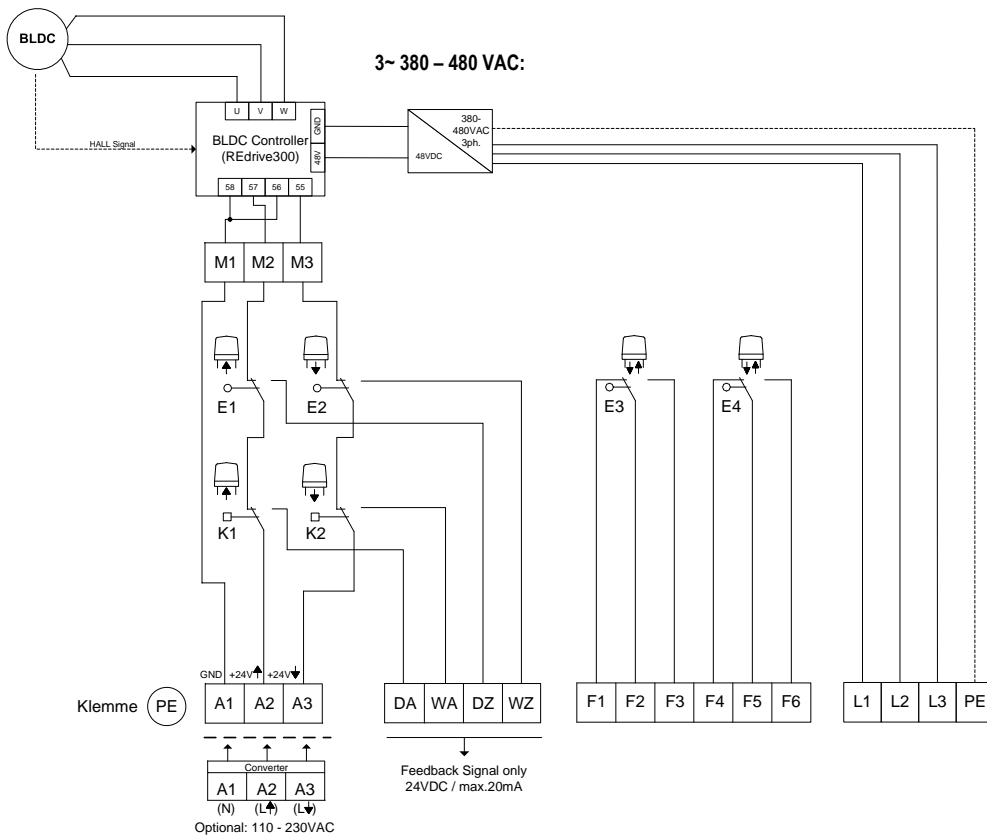 BLDC
3~ 380 – 480 VAC:
U V W
HALL Signal
BLDC Controller
(REdrive300)
GND
48V
380-
480VAC
3ph.
48VDC
58 57 56 55
M1 M2 M3
E1 E2 E3 E4
K1 K2
GND +24V +24V
Klemme PE A1 A2 A3
DA WA DZ WZ
F1 F2 F3 F4 F5 F6
L1 L2 L3 PE
Converter
A1 A2 A3
(N) (L ) (L )
Optional: 110 - 230VAC
Feedback Signal only
24VDC / max.20mA